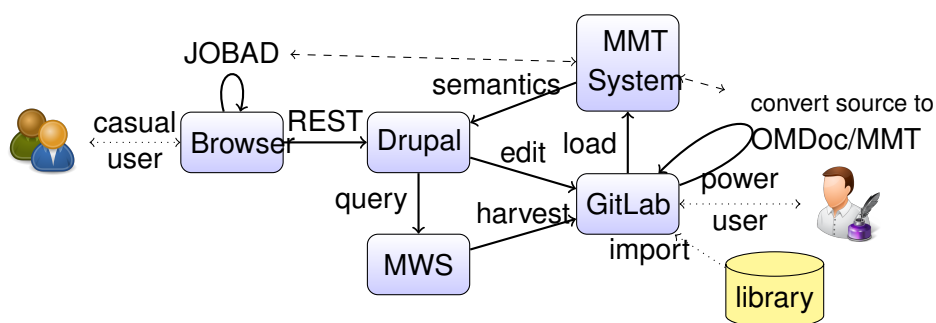 MMT
System
JOBAD
semantics
convert source to
OMDoc/MMT
casual
user
Browser
REST
Drupal
edit
load
power
user
query
harvest
GitLab
import
MWS
library